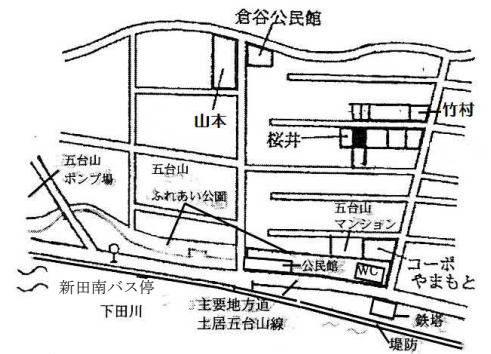 倉谷公民館
山本
竹村
桜井
五台山
ポンプ場
五台山
ふれあい公園
五台山
マンション
公民館
WC
コーポ
やまもと
新田南バス停
下田川
主要地方道
土居五台山線
鉄塔
堤防